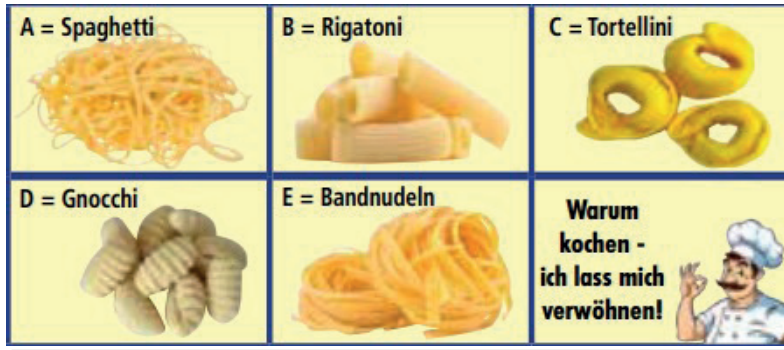 A = Spaghetti
B = Rigatoni
C = Tortellini
D = Gnocchi
E = Bandnudeln
Warum
kochen -
ich lass mich
verwöhnen!